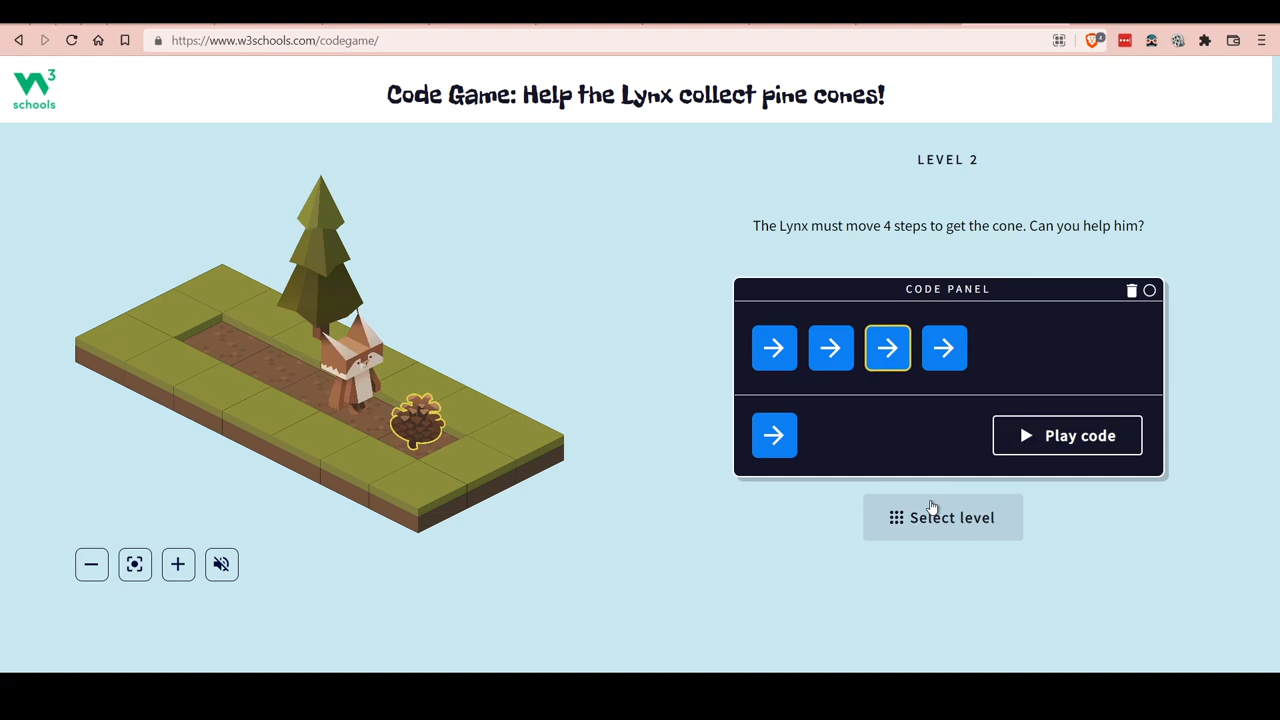 https://www.w3schools.com/codegame/
4
W3
schools
Code Game: Help the Lynx collect pine cones!
LEVEL 2
The Lynx must move 4 steps to get the cone. Can you help him?
CODE PANEL
Play code
Select level